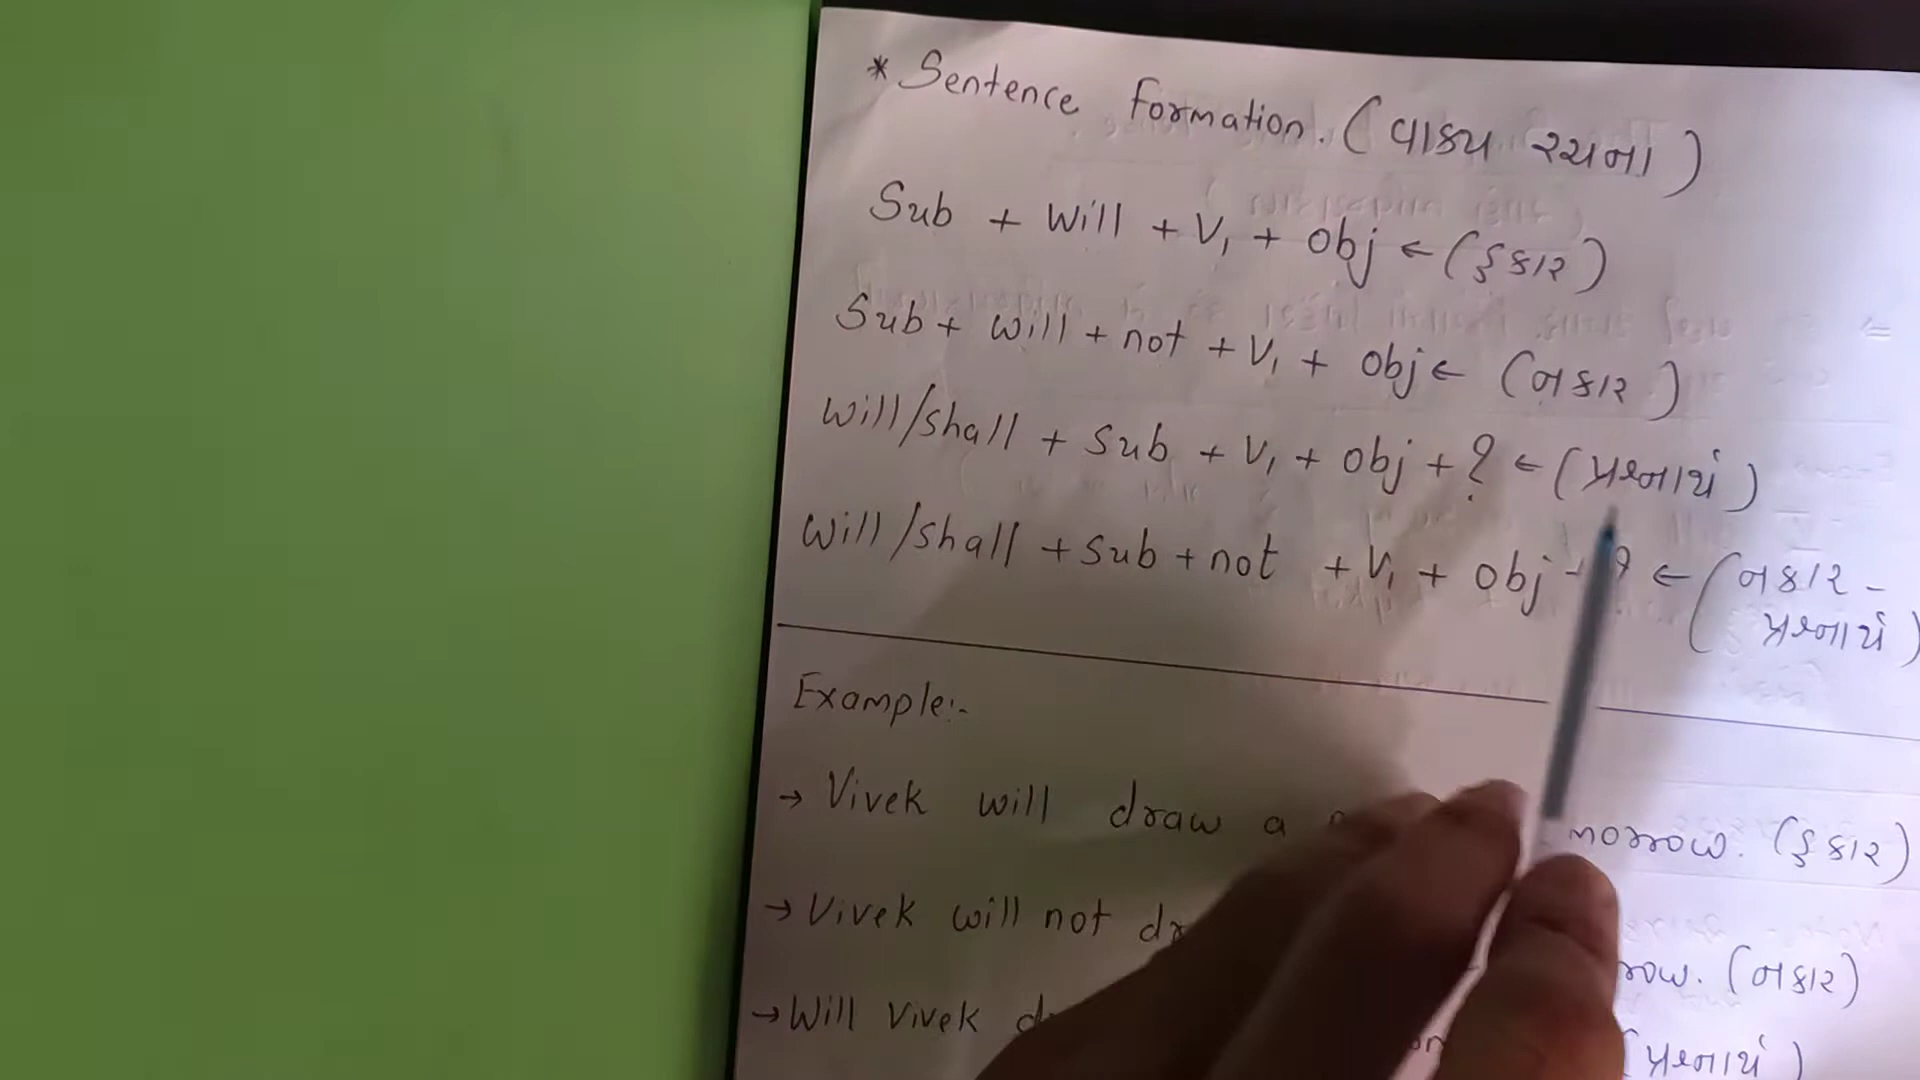 * Sentence formation. (વાક્ય રચના)
Sub + Will + V₁ + Obj ← (હકાર)
Sub + will + not + V₁ + Obj ← (નકાર)
Will/Shall + Sub + V₁ + Obj + ? ← (પ્રશ્નાર્થ)
Will/Shall + Sub + not + V₁ + Obj + ? ← (નકાર - પ્રશ્નાર્થ)
Example:-
→ Vivek will draw a (હકાર)
→ Vivek will not (નકાર)
→ Will Vivek (પ્રશ્નાર્થ)